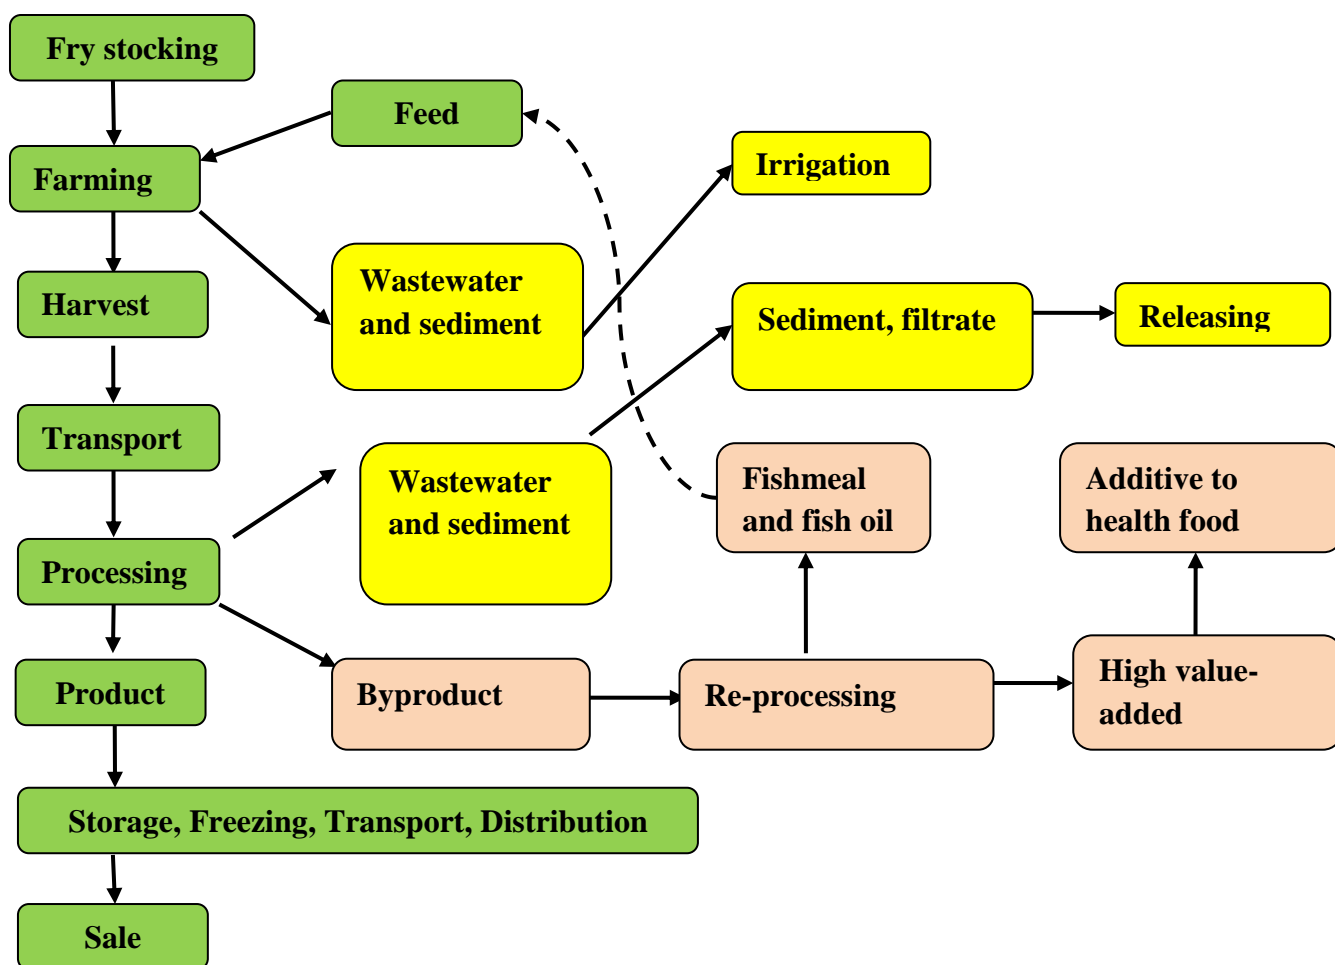 Fry stocking
Feed
Irrigation
Farming
Wastewater
and sediment
Harvest
Sediment, filtrate
Releasing
Transport
Wastewater
and sediment
Fishmeal
and fish oil
Additive to
health food
Processing
Product
Byproduct
Re-processing
High value-
added
Storage, Freezing, Transport, Distribution
Sale